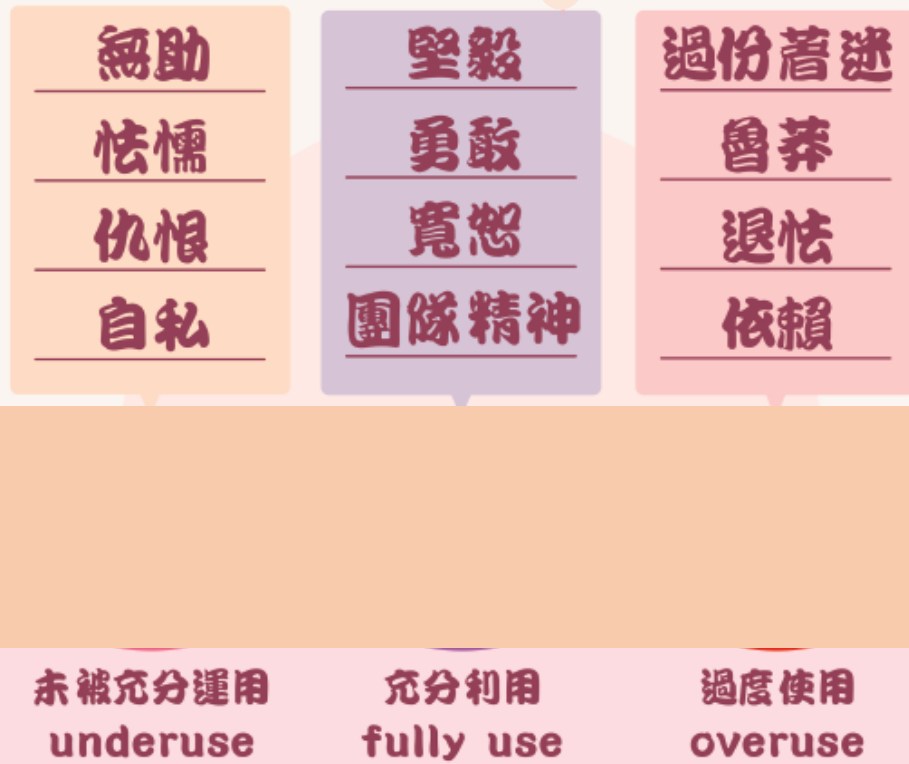 無助
怯懦
仇恨
自私
堅毅
勇敢
寬恕
團隊精神
過份著迷
魯莽
退怯
依賴
未被充分運用
underuse
充分利用
fully use
過度使用
overuse